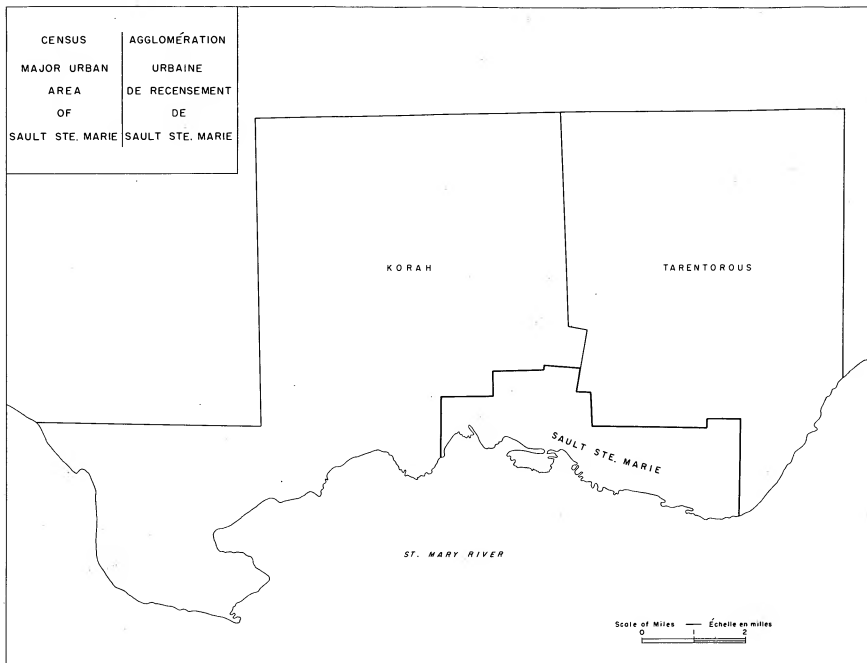 CENSUS
MAJOR URBAN
AREA
OF
SAULT STE. MARIE
AGGLOMÉRATION
URBAINE
DE RECENSEMENT
DE
SAULT STE. MARIE
KORAH
TARENTOROUS
SAULT STE. MARIE
ST. MARY RIVER
Scale of Miles — Échelle en milles
0 1 2